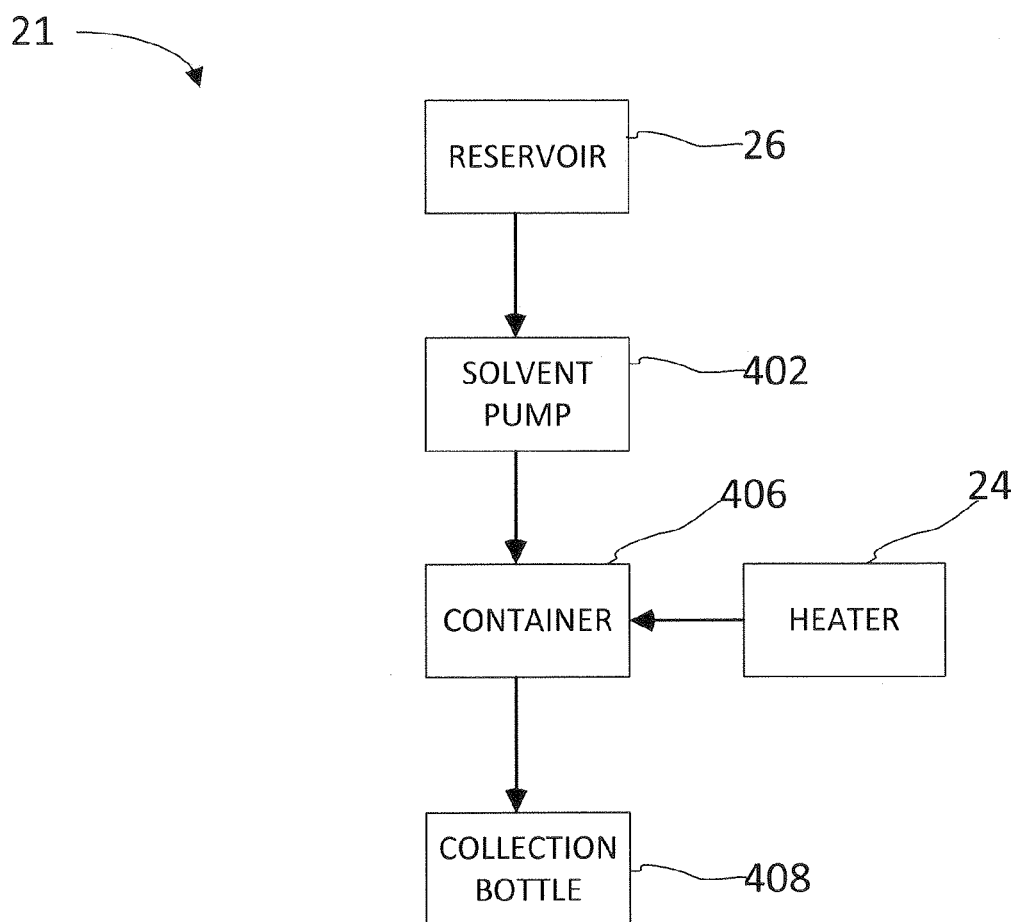 21
RESERVOIR
26
SOLVENT
PUMP
402
406
24
CONTAINER
HEATER
COLLECTION
BOTTLE
408